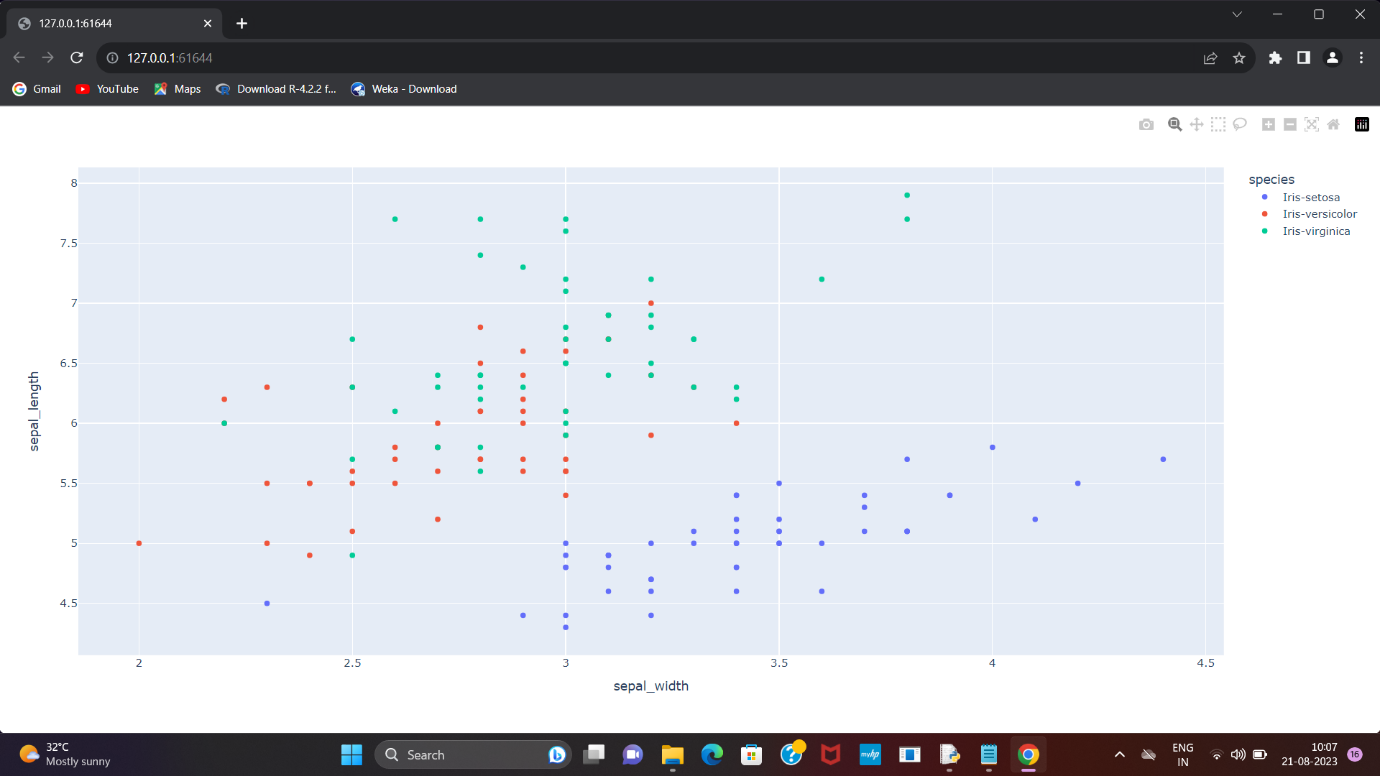 127.0.0.1:61644
127.0.0.1:61644
Gmail YouTube Maps Download R-4.2.2 f... Weka - Download
species
Iris-setosa
Iris-versicolor
Iris-virginica
8
7.5
7
6.5
6
5.5
5
4.5
sepal_length
2 2.5 3 3.5 4 4.5
sepal_width
32°C
Mostly sunny
Search
myhp
ENG
IN
10:07
21-08-2023
16